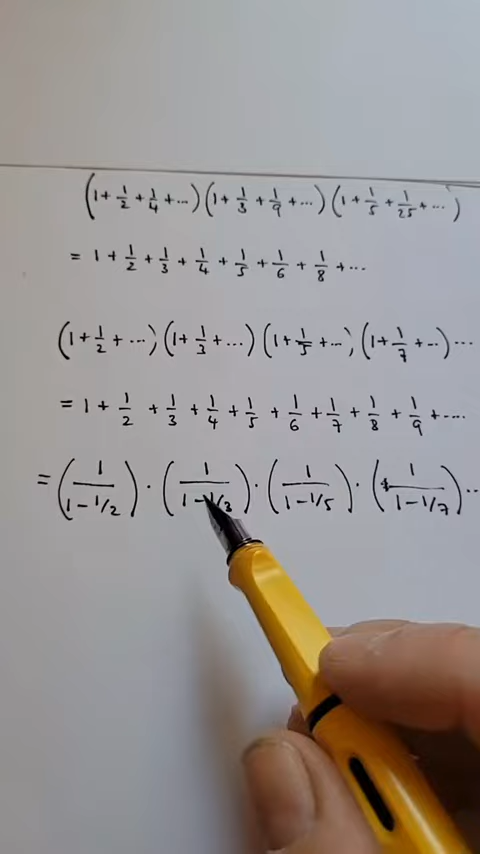 (1 + 1/2 + 1/4 + ...) (1 + 1/3 + 1/9 + ...) (1 + 1/5 + 1/25 + ...)
= 1 + 1/2 + 1/3 + 1/4 + 1/5 + 1/6 + 1/8 + ...
(1 + 1/2 + ...) (1 + 1/3 + ...) (1 + 1/5 + ...) (1 + 1/7 + ...) ...
= 1 + 1/2 + 1/3 + 1/4 + 1/5 + 1/6 + 1/7 + 1/8 + 1/9 + ....
= (1/(1 - 1/2)) · (1/(1 - 1/3)) · (1/(1 - 1/5)) · (1/(1 - 1/7)) ...